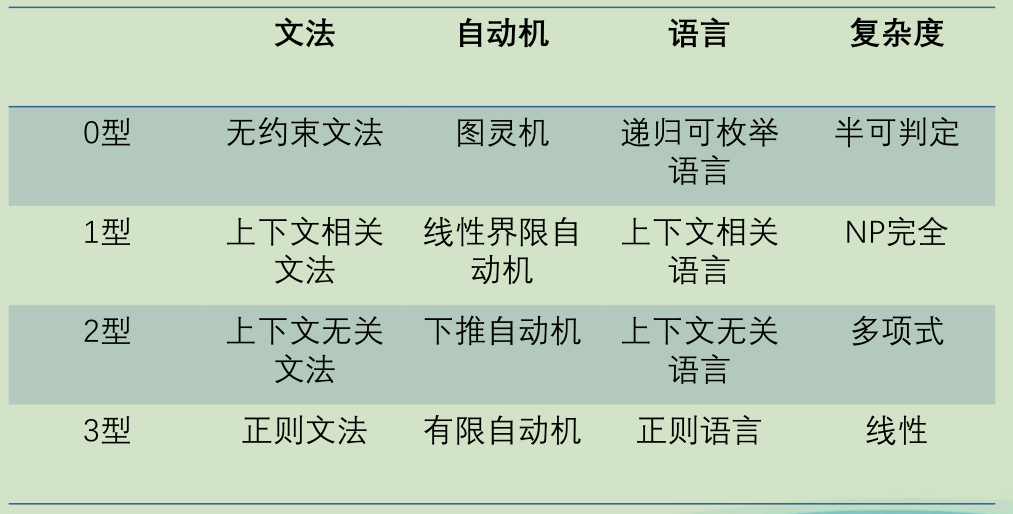 文法 自动机 语言 复杂度
0型 无约束文法 图灵机 递归可枚举 半可判定
语言
1型 上下文相关 线性界限自 上下文相关 NP完全
文法 动机 语言
2型 上下文无关 下推自动机 上下文无关 多项式
文法 语言
3型 正则文法 有限自动机 正则语言 线性